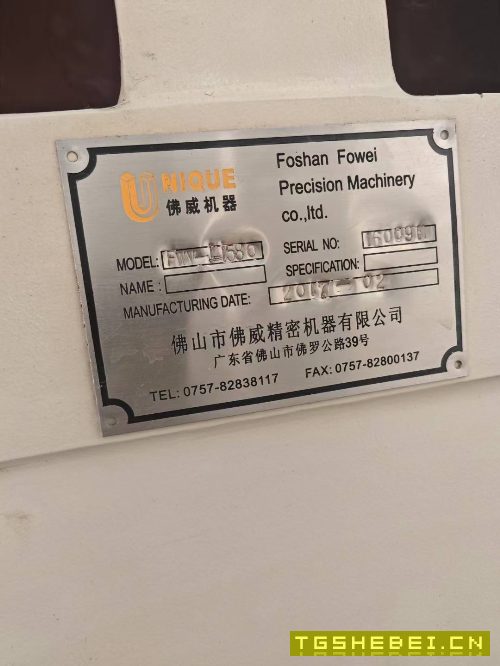 UNIQUE
佛威机器
Foshan Fowei
Precision Machinery
co.,ltd.
MODEL:
SERIAL NO:
NAME:
SPECIFICATION:
MANUFACTURING DATE: 2017-02
佛山市佛威精密机器有限公司
广东省佛山市佛罗公路39号
TEL: 0757-82838117 FAX: 0757-82800137
TGSHEBEI.CN